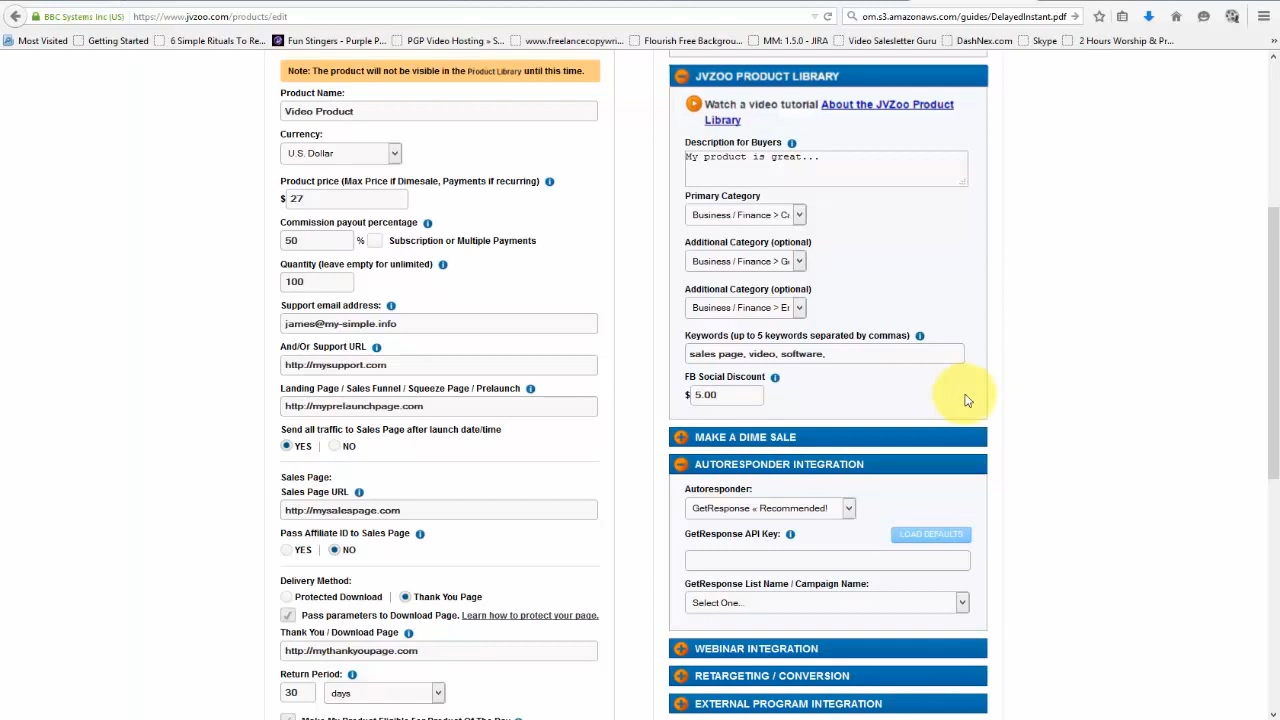 BBC Systems Inc (US)
https://www.jvzoo.com/products/edit
om.s3.amazonaws.com/guides/DelayedInstant.pdf
Most Visited
Getting Started
6 Simple Rituals To Re...
Fun Stingers - Purple P...
PGP Video Hosting » S...
www.freelancecopywri...
Flourish Free Backgrou...
MM: 1.5.0 - JIRA
Video Salesletter Guru
DashNex.com
Skype
2 Hours Worship & Pr...
Note: The product will not be visible in the Product Library until this time.
Product Name:
Video Product
Currency:
U.S. Dollar
Product price (Max Price if Dimesale, Payments if recurring)
$ 27
Commission payout percentage
50 % Subscription or Multiple Payments
Quantity (leave empty for unlimited)
100
Support email address:
james@my-simple.info
And/Or Support URL
http://mysupport.com
Landing Page / Sales Funnel / Squeeze Page / Prelaunch
http://myprelaunchpage.com
Send all traffic to Sales Page after launch date/time
YES | NO
Sales Page:
Sales Page URL
http://mysalespage.com
Pass Affiliate ID to Sales Page
YES | NO
Delivery Method:
Protected Download | Thank You Page
Pass parameters to Download Page. Learn how to protect your page.
Thank You / Download Page
http://mythankyoupage.com
Return Period:
30 days
Make My Product Eligible For Product Of The Day
JVZOO PRODUCT LIBRARY
Watch a video tutorial About the JVZoo Product
Library
Description for Buyers
My product is great...
Primary Category
Business / Finance > Ca
Additional Category (optional)
Business / Finance > Ge
Additional Category (optional)
Business / Finance > En
Keywords (up to 5 keywords separated by commas)
sales page, video, software,
FB Social Discount
$ 5.00
MAKE A DIME SALE
AUTORESPONDER INTEGRATION
Autoresponder:
GetResponse « Recommended!
GetResponse API Key:
LOAD DEFAULTS
GetResponse List Name / Campaign Name:
Select One...
WEBINAR INTEGRATION
RETARGETING / CONVERSION
EXTERNAL PROGRAM INTEGRATION